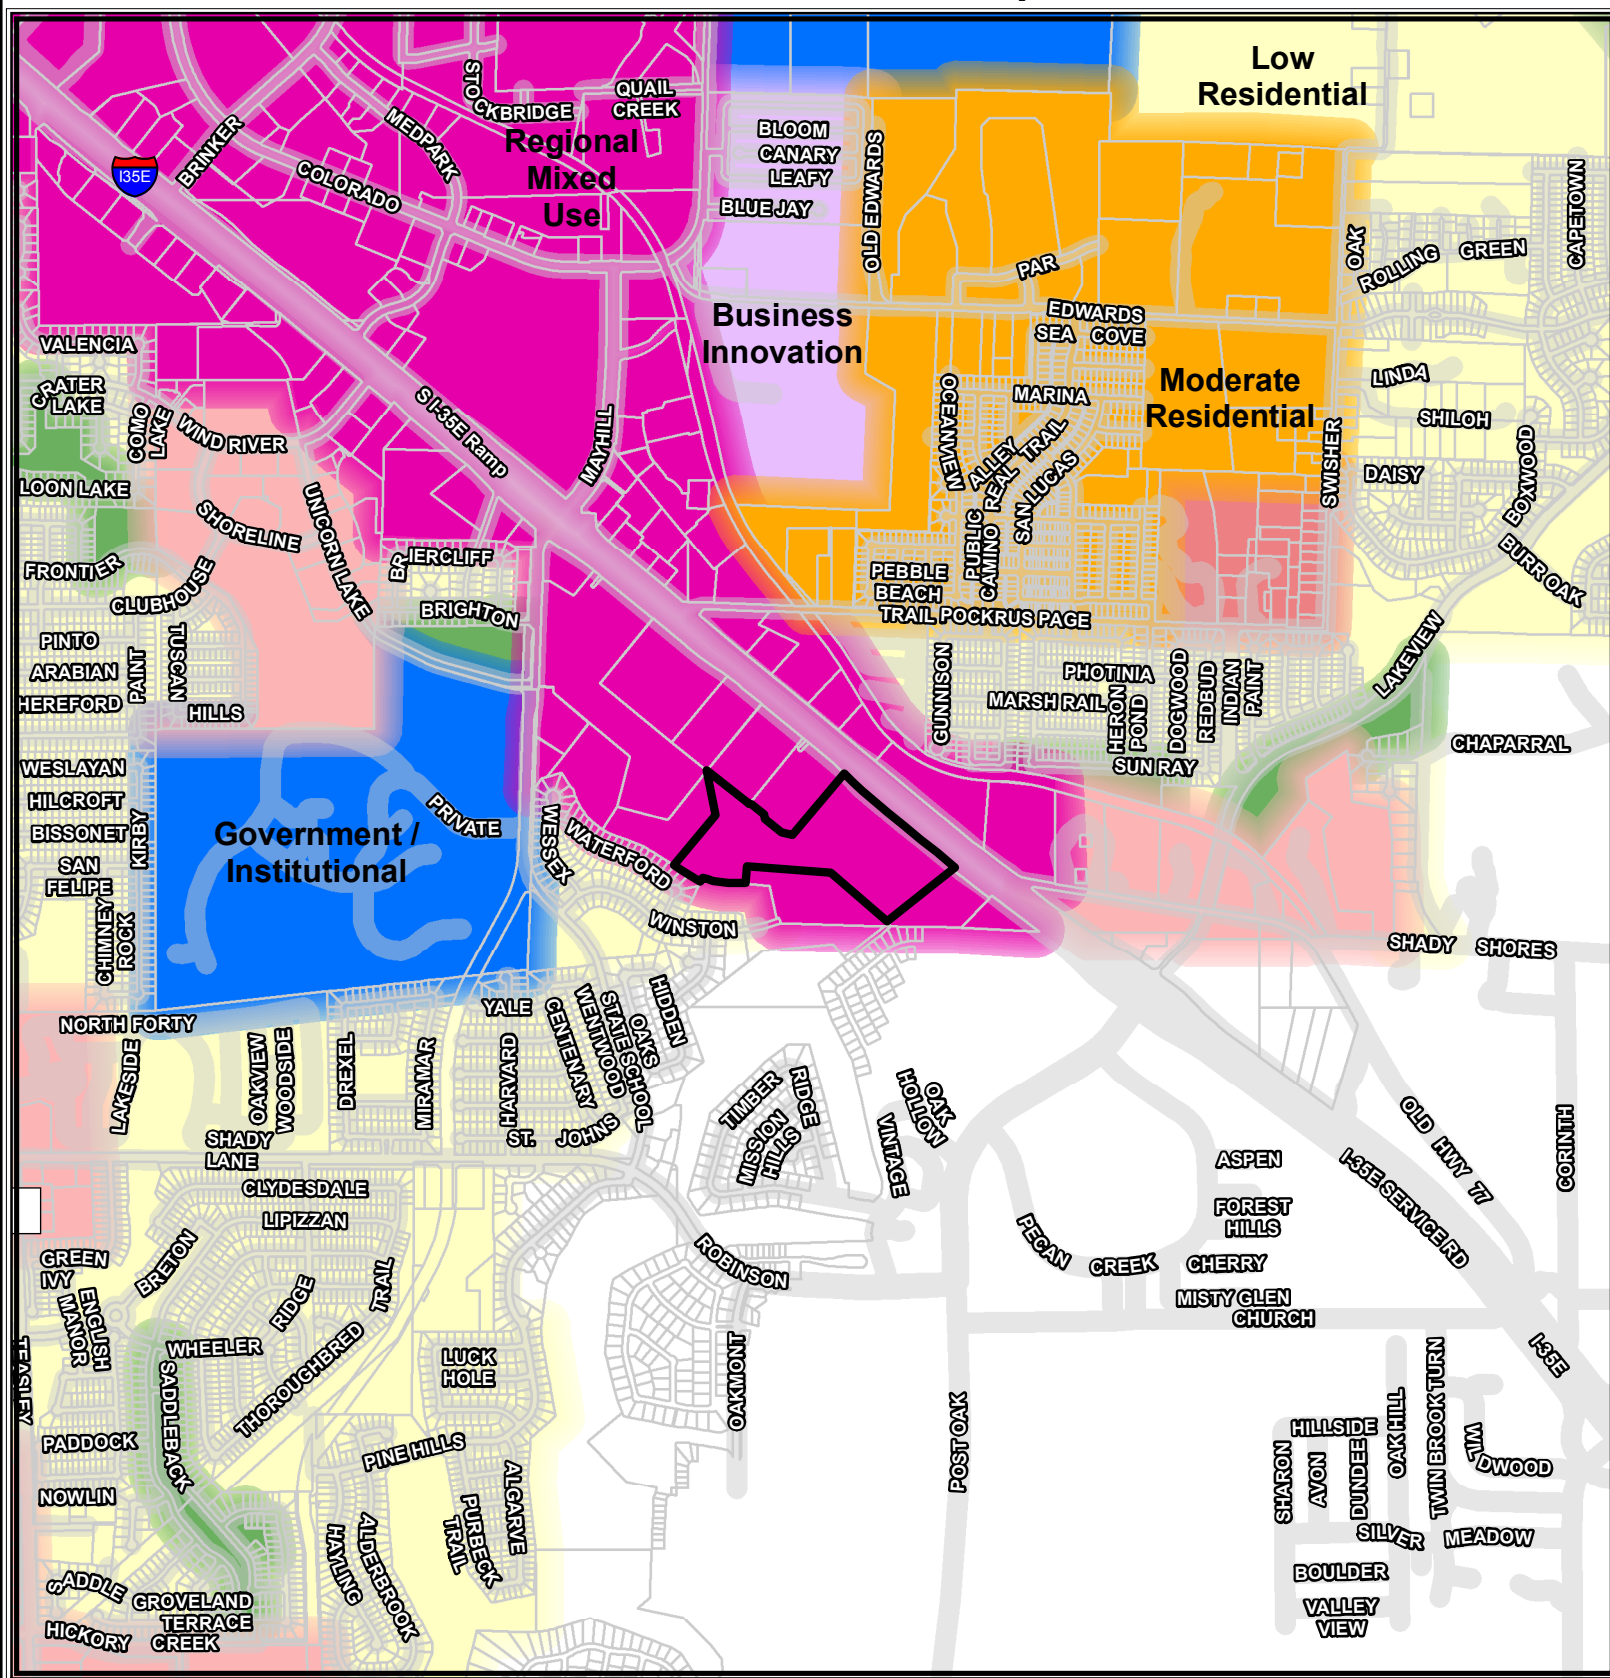 Low
Residential
STOCKBRIDGE
QUAIL
CREEK
MEDPARK
BRINKER
I35E
COLORADO
Regional
Mixed
Use
BLOOM
CANARY
LEAFY
BLUE JAY
OLD EDWARDS
CAPETOWN
OAK
ROLLING GREEN
PAR
EDWARDS
SEA COVE
Business
Innovation
VALENCIA
CRATER
LAKE
COMO
LAKE
WIND RIVER
S I-35E Ramp
MAYHILL
OCEANVIEW
MARINA
Moderate
Residential
LINDA
SHILOH
ALLEY
REAL TRAIL
SAN LUCAS
SWISHER
DAISY
BOXWOOD
LOON LAKE
SHORELINE
UNICORN LAKE
PUBLIC
CAMINO
BURR OAK
FRONTIER
CLUBHOUSE
BRIERCLIFF
BRIGHTON
PEBBLE
BEACH
TRAIL POCKRUS PAGE
PINTO
ARABIAN
HEREFORD
PAINT
TUSCAN
HILLS
LAKEVIEW
GUNNISON
PHOTINIA
MARSH RAIL
HERON
POND
DOGWOOD
REDBUD
INDIAN
PAINT
SUN RAY
CHAPARRAL
WESLAYAN
HILCROFT
BISSONET
SAN
FELIPE
KIRBY
Government /
Institutional
PRIVATE
WESSEX
WATERFORD
WINSTON
CHIMNEY
ROCK
SHADY SHORES
NORTH FORTY
YALE
HIDDEN
OAKS
STATE SCHOOL
WENTWOOD
CENTENARY
LAKESIDE
OAKVIEW
WOODSIDE
DREXEL
MIRAMAR
HARVARD
ST. JOHNS
SHADY
LANE
TIMBER
RIDGE
MISSION
HILLS
VINTAGE
OAK
HOLLOW
OLD HWY 77
I-35E SERVICE RD
CORINTH
ASPEN
FOREST
HILLS
CLYDESDALE
LIPIZZAN
GREEN
IVY
BRETON
RIDGE
TRAIL
ROBINSON
PECAN CREEK
CHERRY
MISTY GLEN
CHURCH
I-35E
ENGLISH
MANOR
TEASLEY
WHEELER
THOROUGHBRED
SADDLEBACK
LUCK
HOLE
OAKMONT
POST OAK
PADDOCK
NOWLIN
PINE HILLS
ALGARVE
PURBECK
TRAIL
ALDERBROOK
HAYLING
HILLSIDE
SHARON
AVON
DUNDEE
OAK HILL
TWIN BROOK TURN
WILDWOOD
SILVER MEADOW
BOULDER
VALLEY
VIEW
SADDLE
GROVELAND
TERRACE
HICKORY CREEK